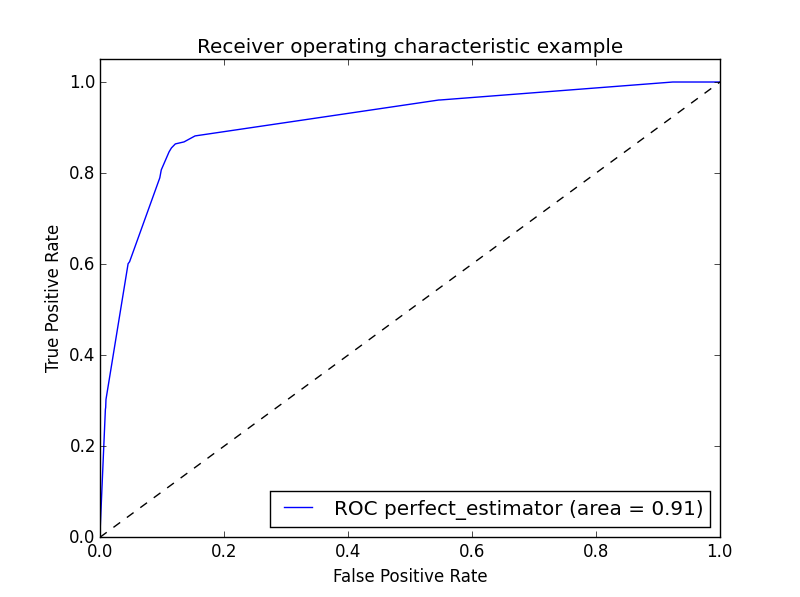 Receiver operating characteristic example
1.0
0.8
0.6
0.4
0.2
0.0
True Positive Rate
ROC perfect_estimator (area = 0.91)
0.0 0.2 0.4 0.6 0.8 1.0
False Positive Rate